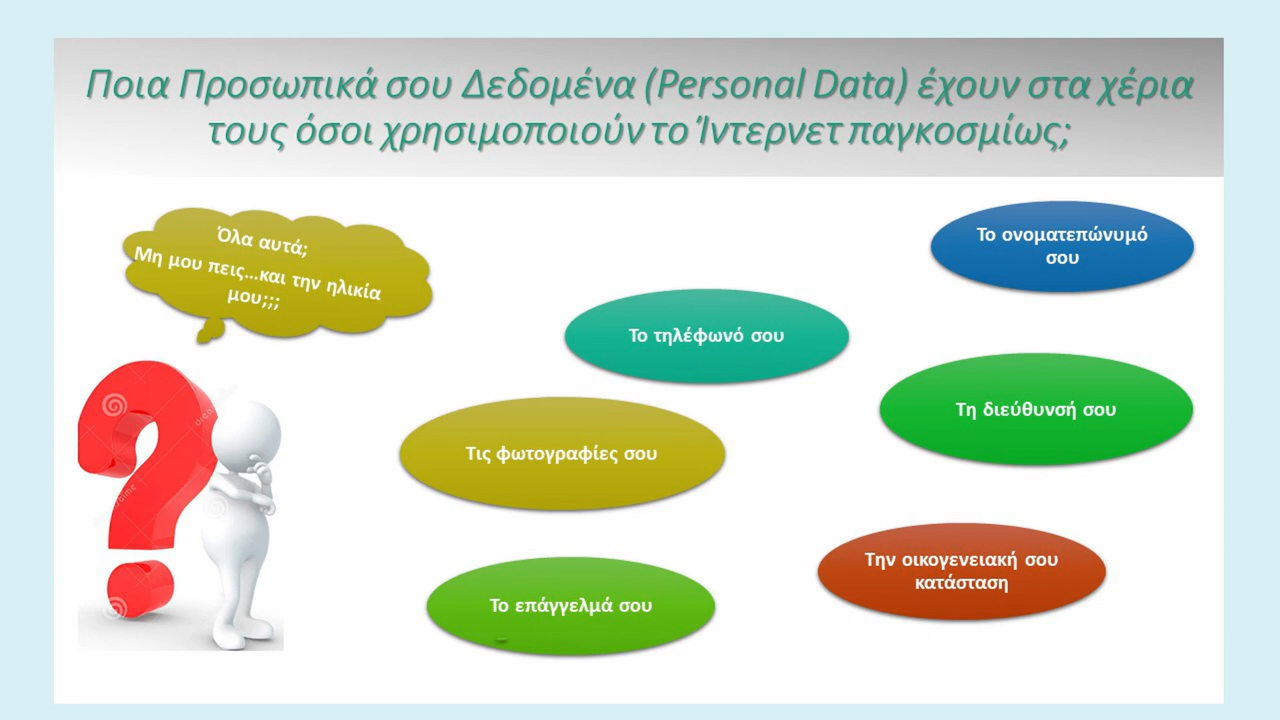 Ποια Προσωπικά σου Δεδομένα (Personal Data) έχουν στα χέρια
τους όσοι χρησιμοποιούν το Ίντερνετ παγκοσμίως;
Όλα αυτά;
Μη μου πεις...και την ηλικία
μου;;;
Το ονοματεπώνυμό
σου
Το τηλέφωνό σου
Τη διεύθυνσή σου
Τις φωτογραφίες σου
Την οικογενειακή σου
κατάσταση
Το επάγγελμά σου